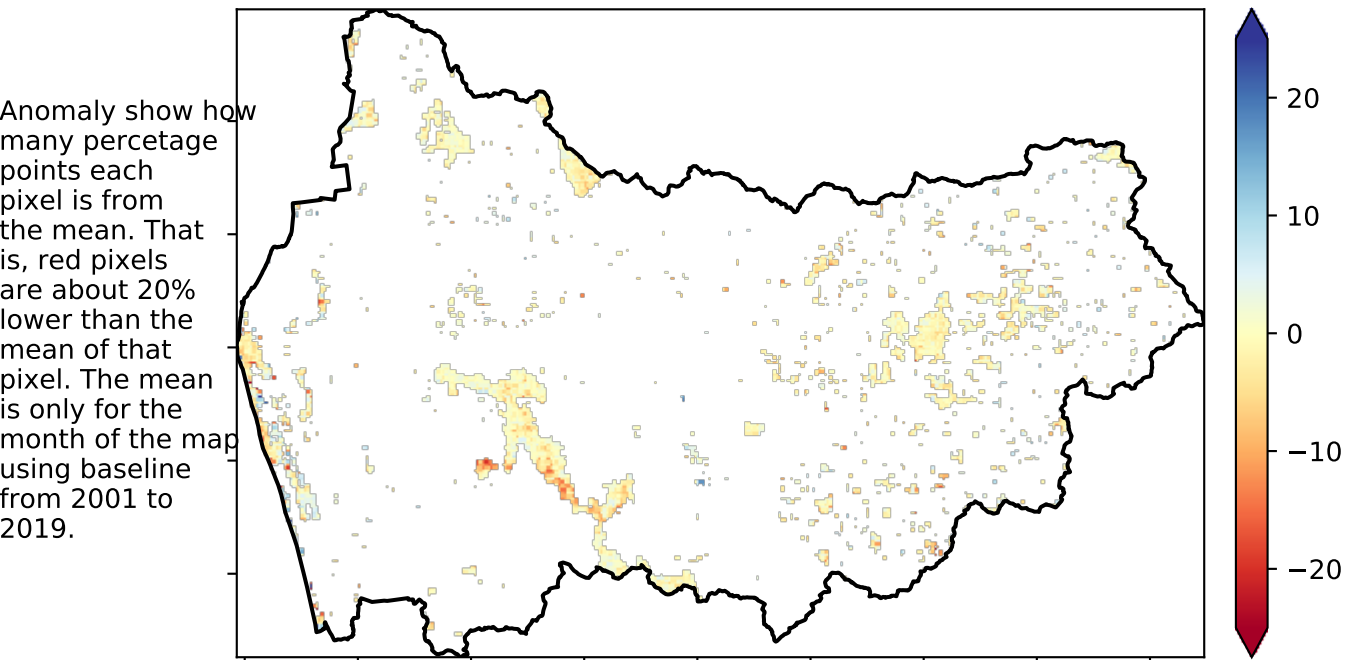 Anomaly show how
many percetage
points each
pixel is from
the mean. That
is, red pixels
are about 20%
lower than the
mean of that
pixel. The mean
is only for the
month of the map
using baseline
from 2001 to
2019.
20
10
0
−10
−20